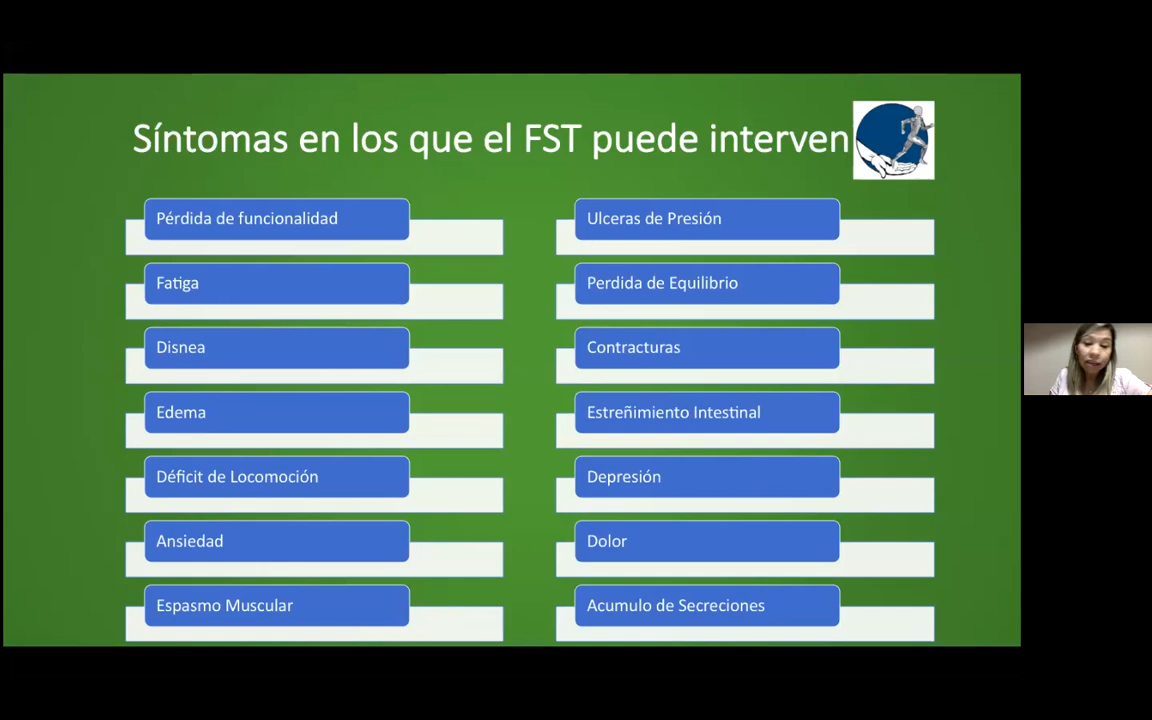 Síntomas en los que el FST puede interven
Pérdida de funcionalidad
Fatiga
Disnea
Edema
Déficit de Locomoción
Ansiedad
Espasmo Muscular
Ulceras de Presión
Perdida de Equilibrio
Contracturas
Estreñimiento Intestinal
Depresión
Dolor
Acumulo de Secreciones